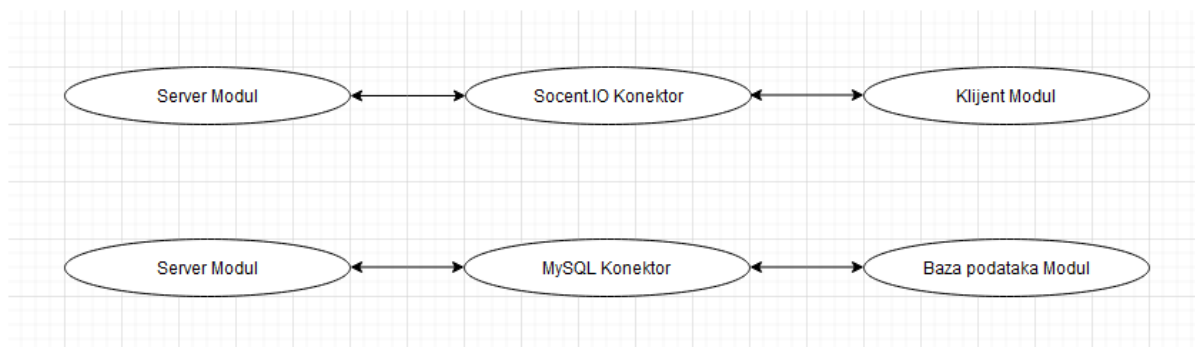 Server Modul
Socent.IO Konektor
Klijent Modul
Server Modul
MySQL Konektor
Baza podataka Modul